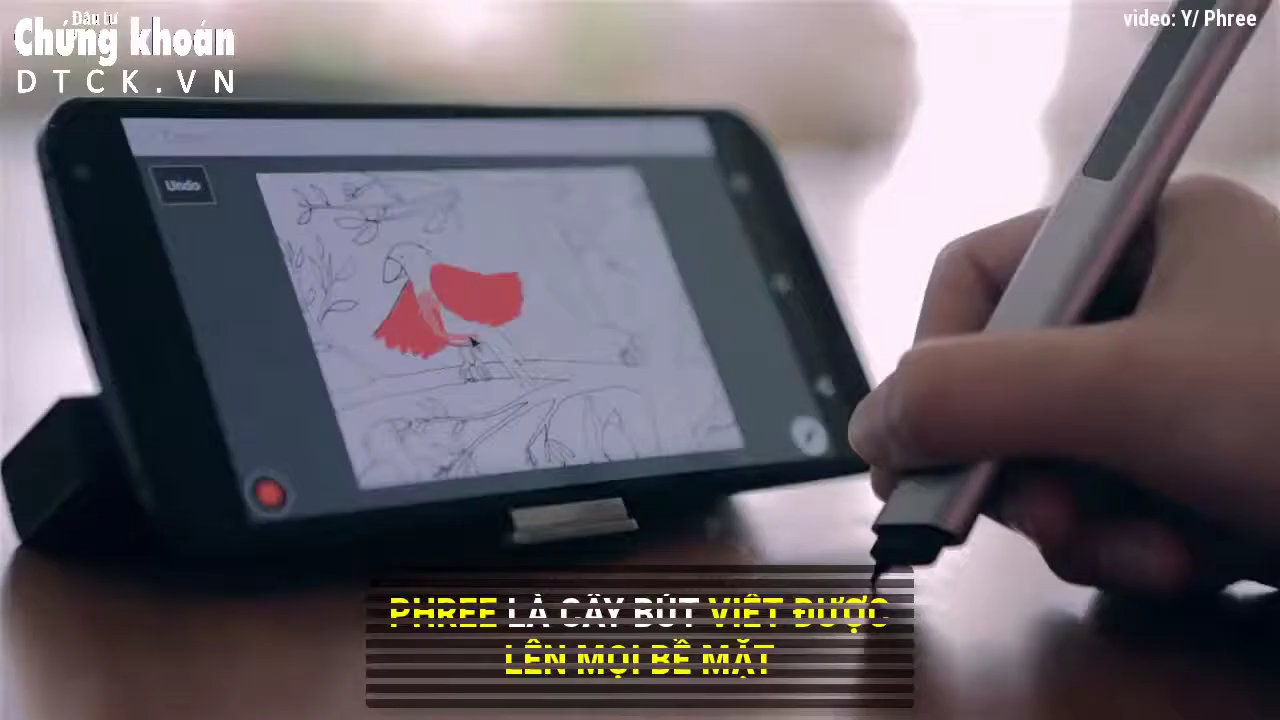 Đầu tư
Chứng khoán
DTCK.VN
video: Y/ Phree
Undo
PHREE LÀ CÂY BÚT VIẾT ĐƯỢC
LÊN MỌI BỀ MẶT